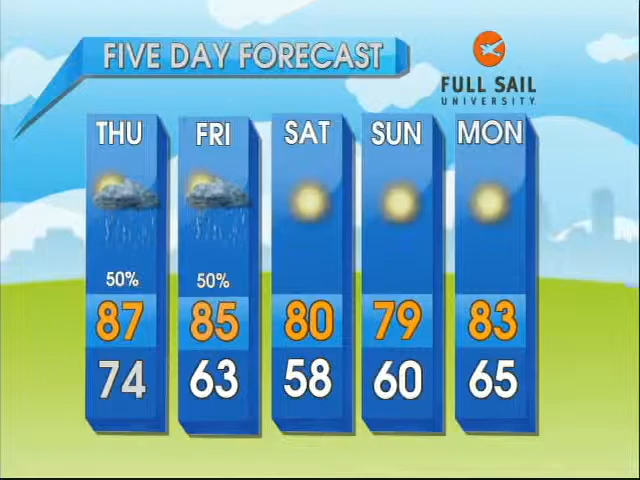 FIVE DAY FORECAST
FULL SAIL
UNIVERSITY.
THU FRI SAT SUN MON
50% 50%
87 85 80 79 83
74 63 58 60 65